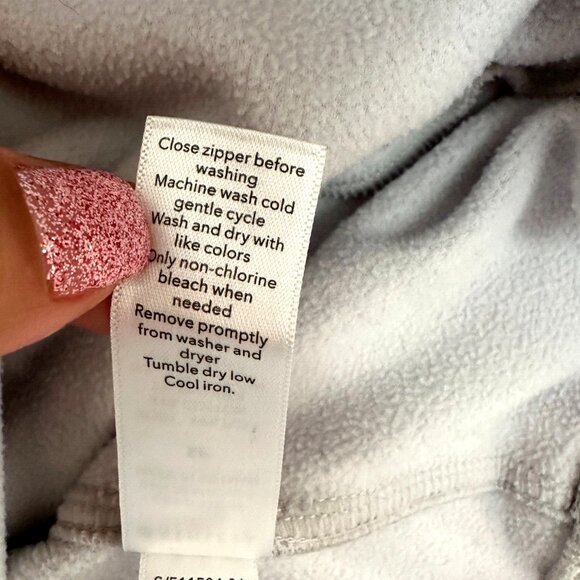 Close zipper before
washing
Machine wash cold
gentle cycle
Wash and dry with
like colors
Only non-chlorine
bleach when
needed
Remove promptly
from washer and
dryer
Tumble dry low
Cool iron.